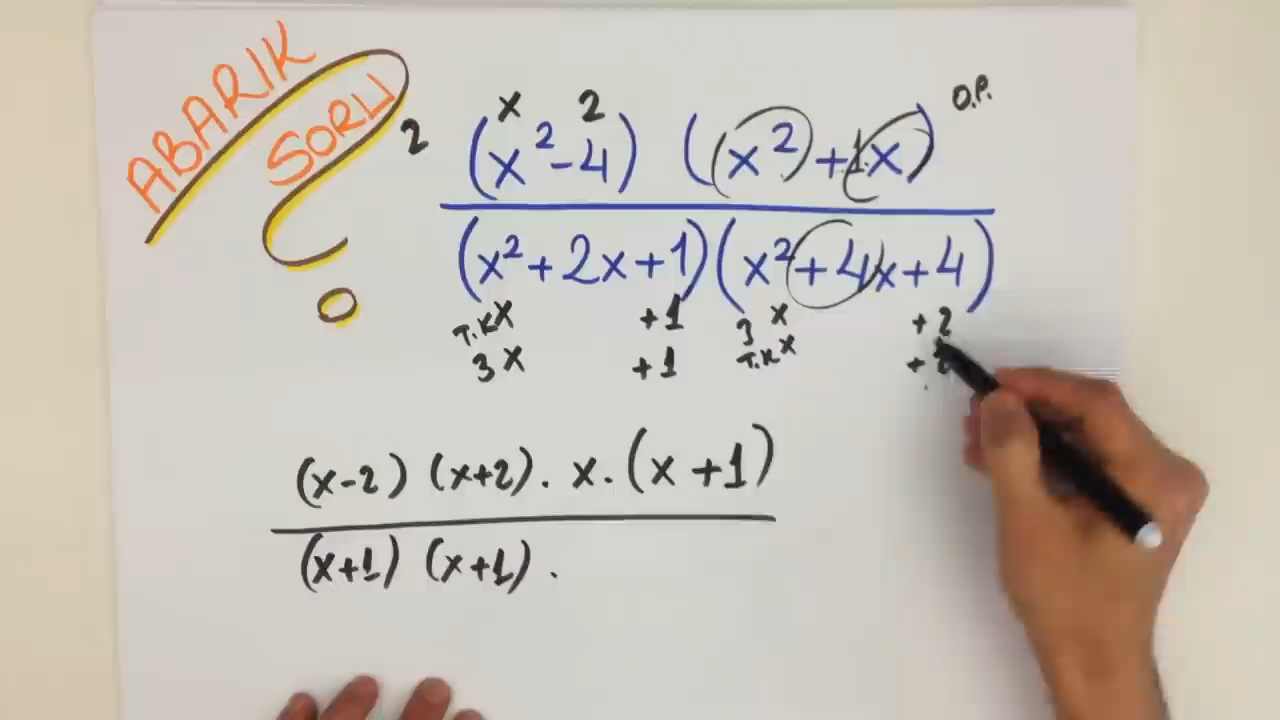 ABARIK
SORU
?
x 2 O.P.
2 (x²-4) (x²+1x)
(x²+2x+1)(x²+4x+4)
T.K x +1 3 x +2
3 x +1 T.K x +
(x-2) (x+2). x. (x+1)
(x+1) (x+1) .